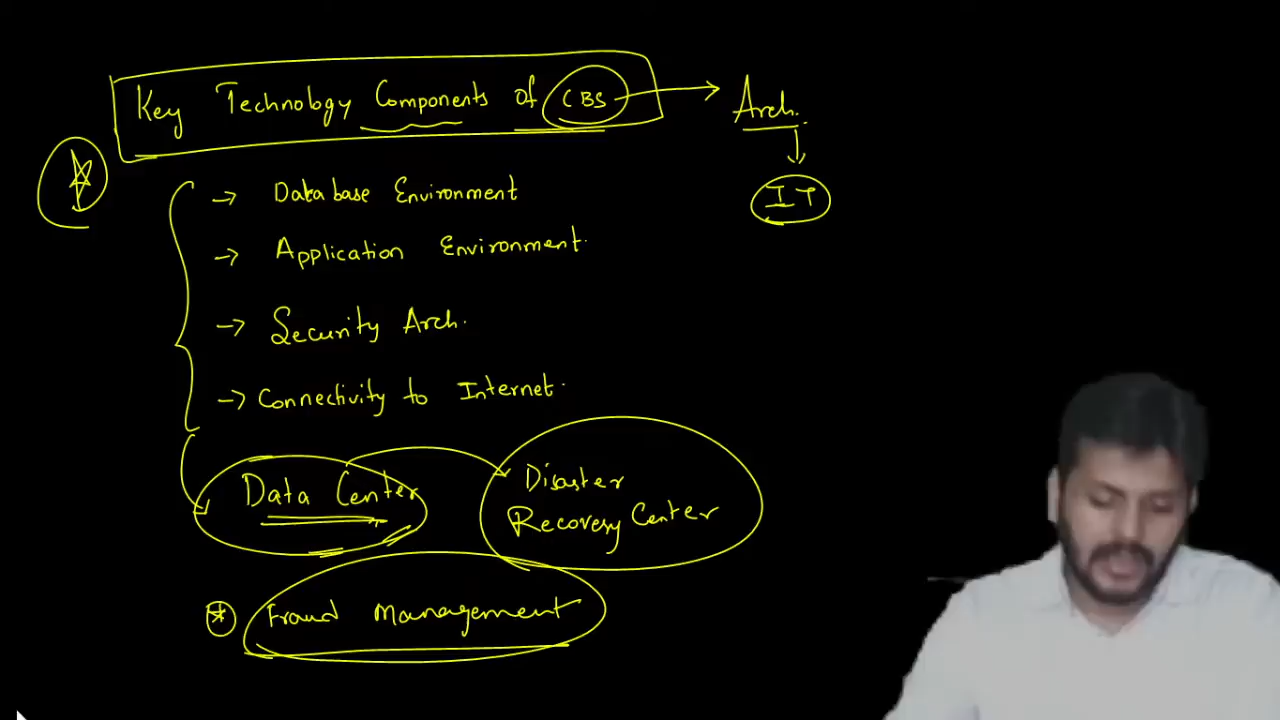 Key Technology Components of CBS → Arch.
IT
→ Database Environment
→ Application Environment.
→ Security Arch.
→ Connectivity to Internet.
Data Center
Disaster
Recovery Center
Fraud Management